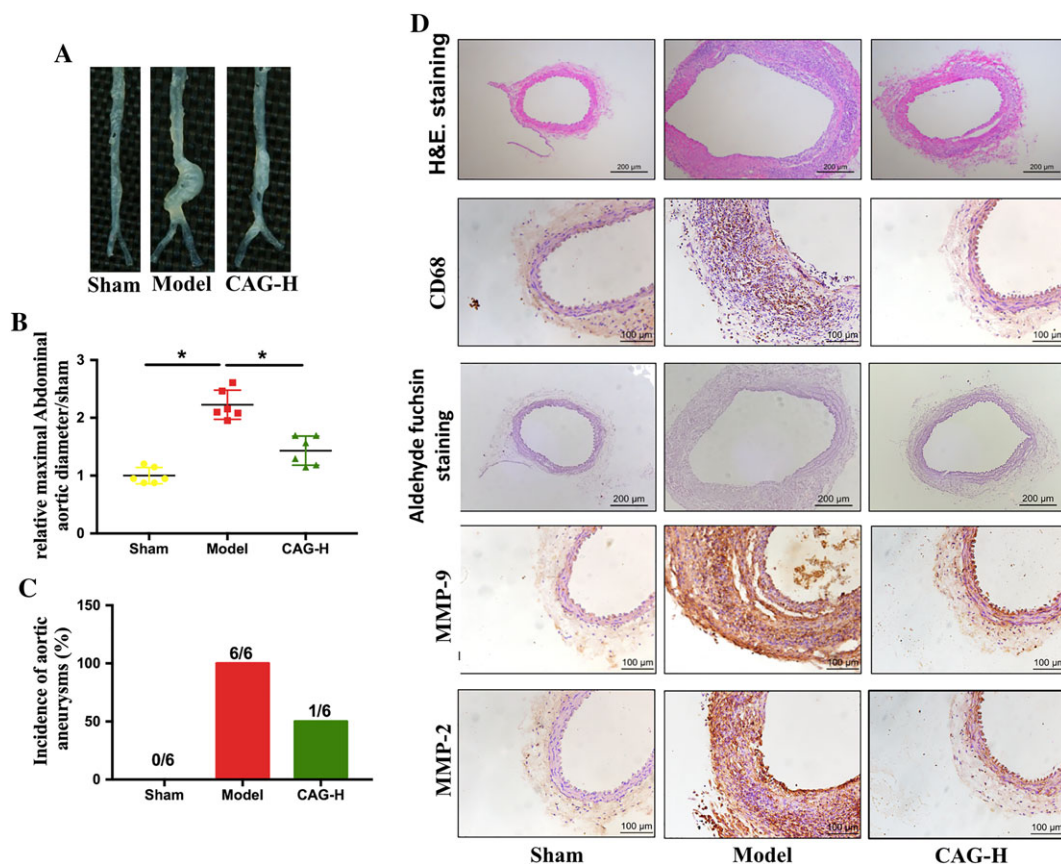 A
Sham Model CAG-H
B
relative maximal Abdominal
aortic diameter/sham
3
2
1
0
*
*
Sham Model CAG-H
C
Incidence of aortic
aneurysms (%)
150
100
50
0
0/6
6/6
1/6
Sham Model CAG-H
D
H&E. staining
200 μm
200 μm
200 μm
CD68
100 μm
100 μm
100 μm
Aldehyde fuchsin
staining
200 μm
200 μm
200 μm
MMP-9
100 μm
100 μm
100 μm
MMP-2
100 μm
100 μm
100 μm
Sham Model CAG-H